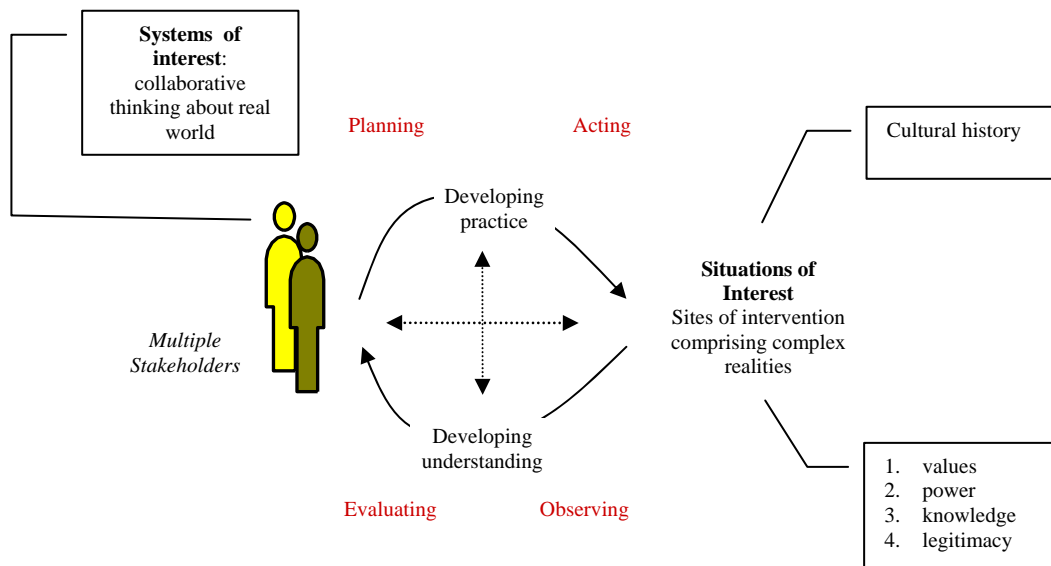 Systems of
interest:
collaborative
thinking about real
world
Planning
Acting
Cultural history
Developing
practice
Situations of
Interest
Sites of intervention
comprising complex
realities
Multiple
Stakeholders
Developing
understanding
Evaluating
Observing
1. values
2. power
3. knowledge
4. legitimacy